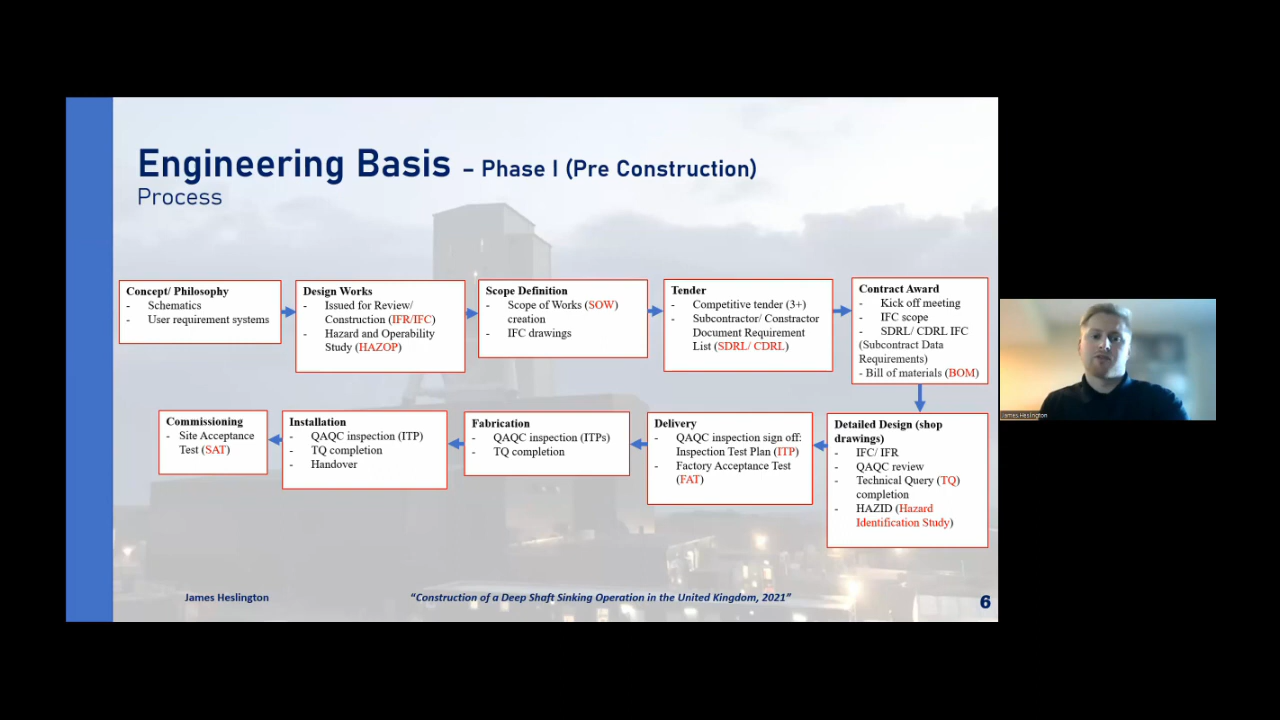 Engineering Basis – Phase I (Pre Construction)
Process
Concept/ Philosophy
- Schematics
- User requirement systems
Design Works
- Issued for Review/
Construction (IFR/IFC)
- Hazard and Operability
Study (HAZOP)
Scope Definition
- Scope of Works (SOW)
creation
- IFC drawings
Tender
- Competitive tender (3+)
- Subcontractor/ Constractor
Document Requirement
List (SDRL/ CDRL)
Contract Award
- Kick off meeting
- IFC scope
- SDRL/ CDRL IFC
(Subcontract Data
Requirements)
- Bill of materials (BOM)
Detailed Design (shop
drawings)
- IFC/ IFR
- QAQC review
- Technical Query (TQ)
completion
- HAZID (Hazard
Identification Study)
Delivery
- QAQC inspection sign off:
Inspection Test Plan (ITP)
- Factory Acceptance Test
(FAT)
Fabrication
- QAQC inspection (ITPs)
- TQ completion
Installation
- QAQC inspection (ITP)
- TQ completion
- Handover
Commissioning
- Site Acceptance
Test (SAT)
James Heslington
“Construction of a Deep Shaft Sinking Operation in the United Kingdom, 2021”
6
James Heslington